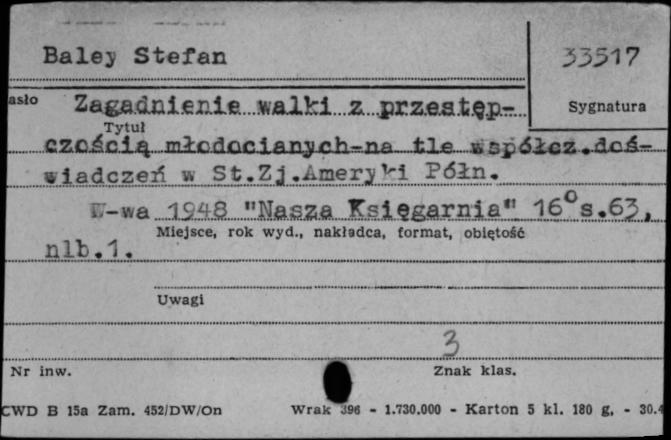 Baley Stefan
33517
asło
Zagadnienie walki z przestęp-
Sygnatura
Tytuł
czością młodocianych-na tle współcz.doś-
wiadczeń w St.Zj.Ameryki Półn.
W-wa 1948 "Nasza Księgarnia" 16° s.63,
Miejsce, rok wyd., nakładca, format, objętość
nlb.1.
Uwagi
3
Nr inw. Znak klas.
CWD B 15a Zam. 452/DW/On Wrak 396 - 1.730.000 - Karton 5 kl. 180 g. - 30.4